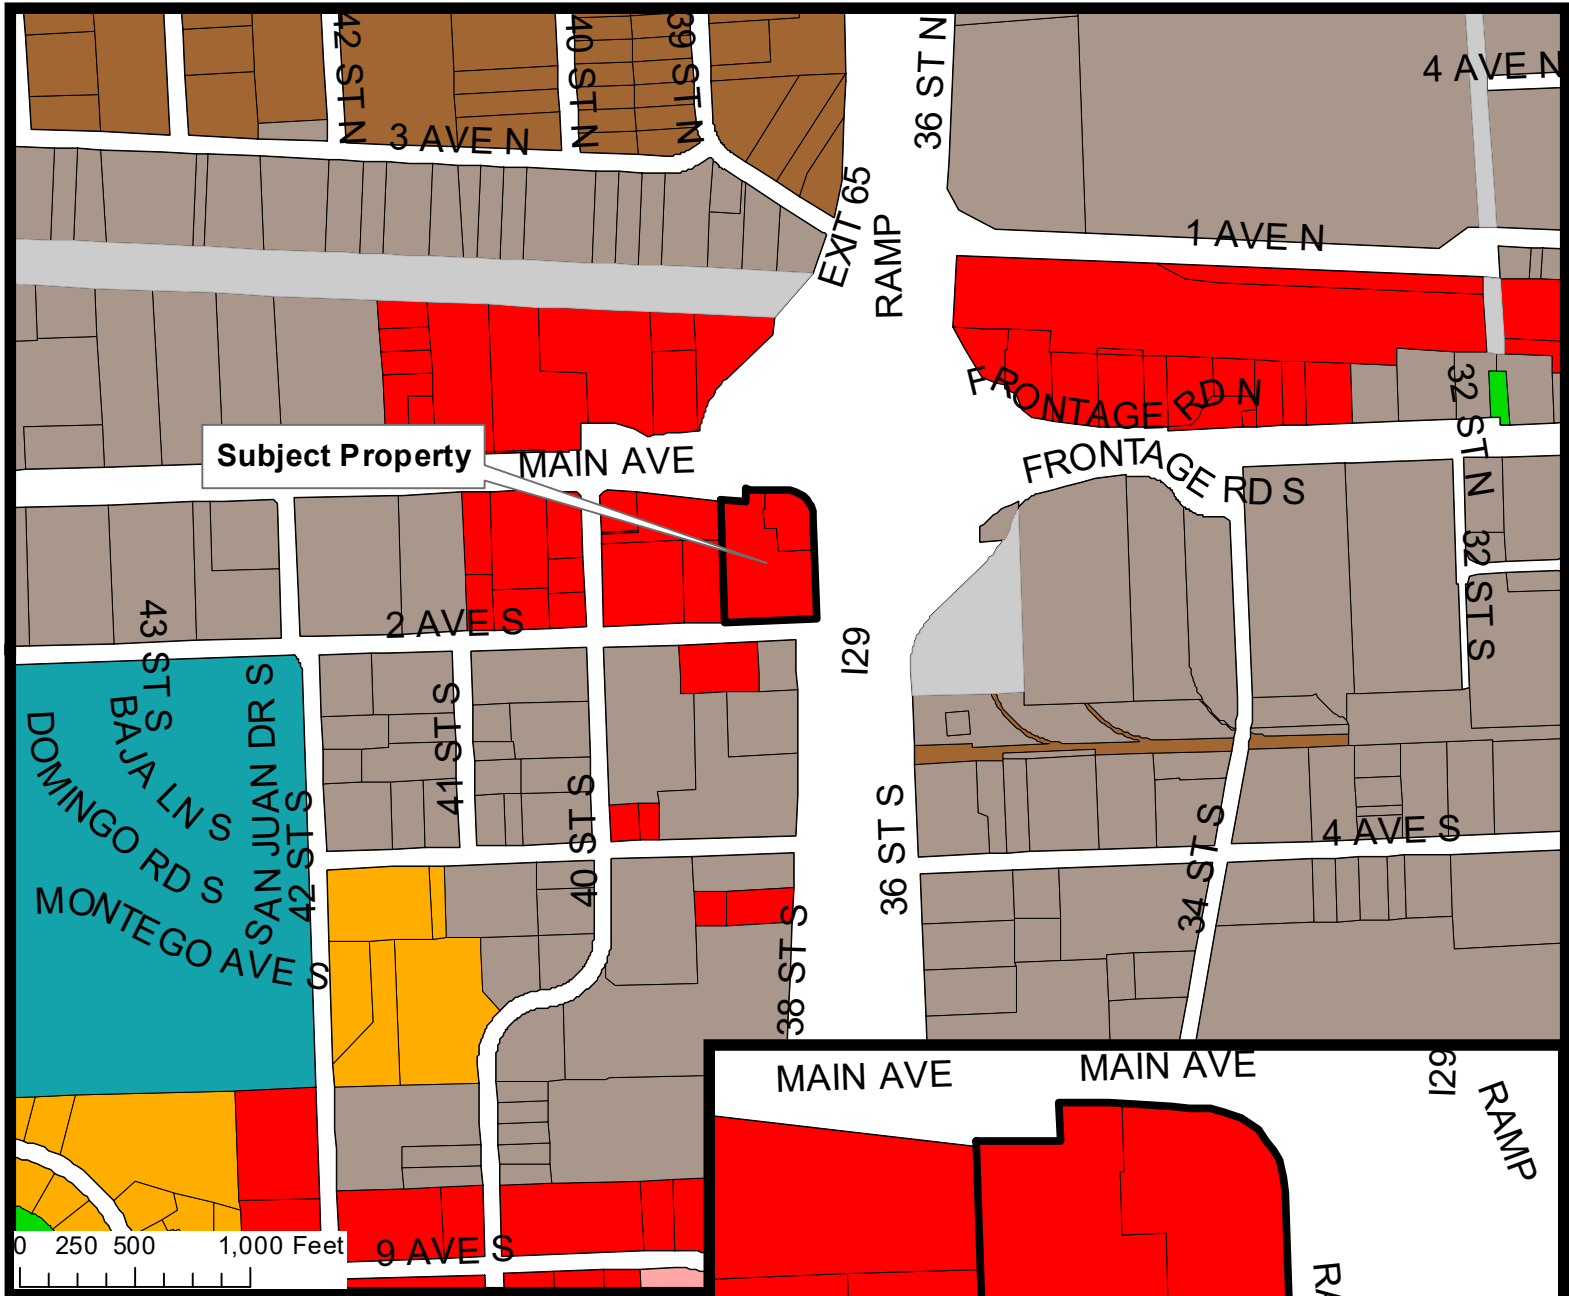 42 ST N
40 ST N
39 ST N
36 ST N
4 AVE N
3 AVE N
EXIT 65
RAMP
1 AVE N
FRONTAGE RD N
32 ST N
Subject Property
MAIN AVE
FRONTAGE RD S
32 ST S
2 AVE S
43 ST S
I29
BAJA LN S
DOMINGO RD S
SAN JUAN DR S
41 ST S
42 ST S
40 ST S
36 ST S
34 ST S
4 AVE S
MONTEGO AVE S
38 ST S
MAIN AVE
MAIN AVE
I29
RAMP
0 250 500 1,000 Feet
9 AVE S